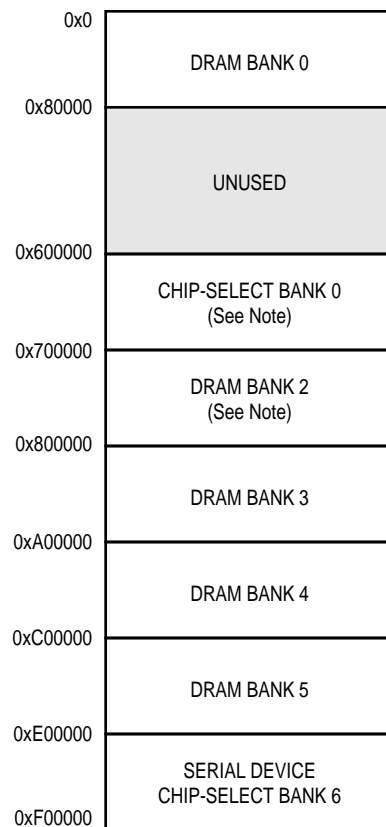 0x0
DRAM BANK 0
0x80000
UNUSED
0x600000
CHIP-SELECT BANK 0
(See Note)
0x700000
DRAM BANK 2
(See Note)
0x800000
DRAM BANK 3
0xA00000
DRAM BANK 4
0xC00000
DRAM BANK 5
0xE00000
SERIAL DEVICE
CHIP-SELECT BANK 6
0xF00000